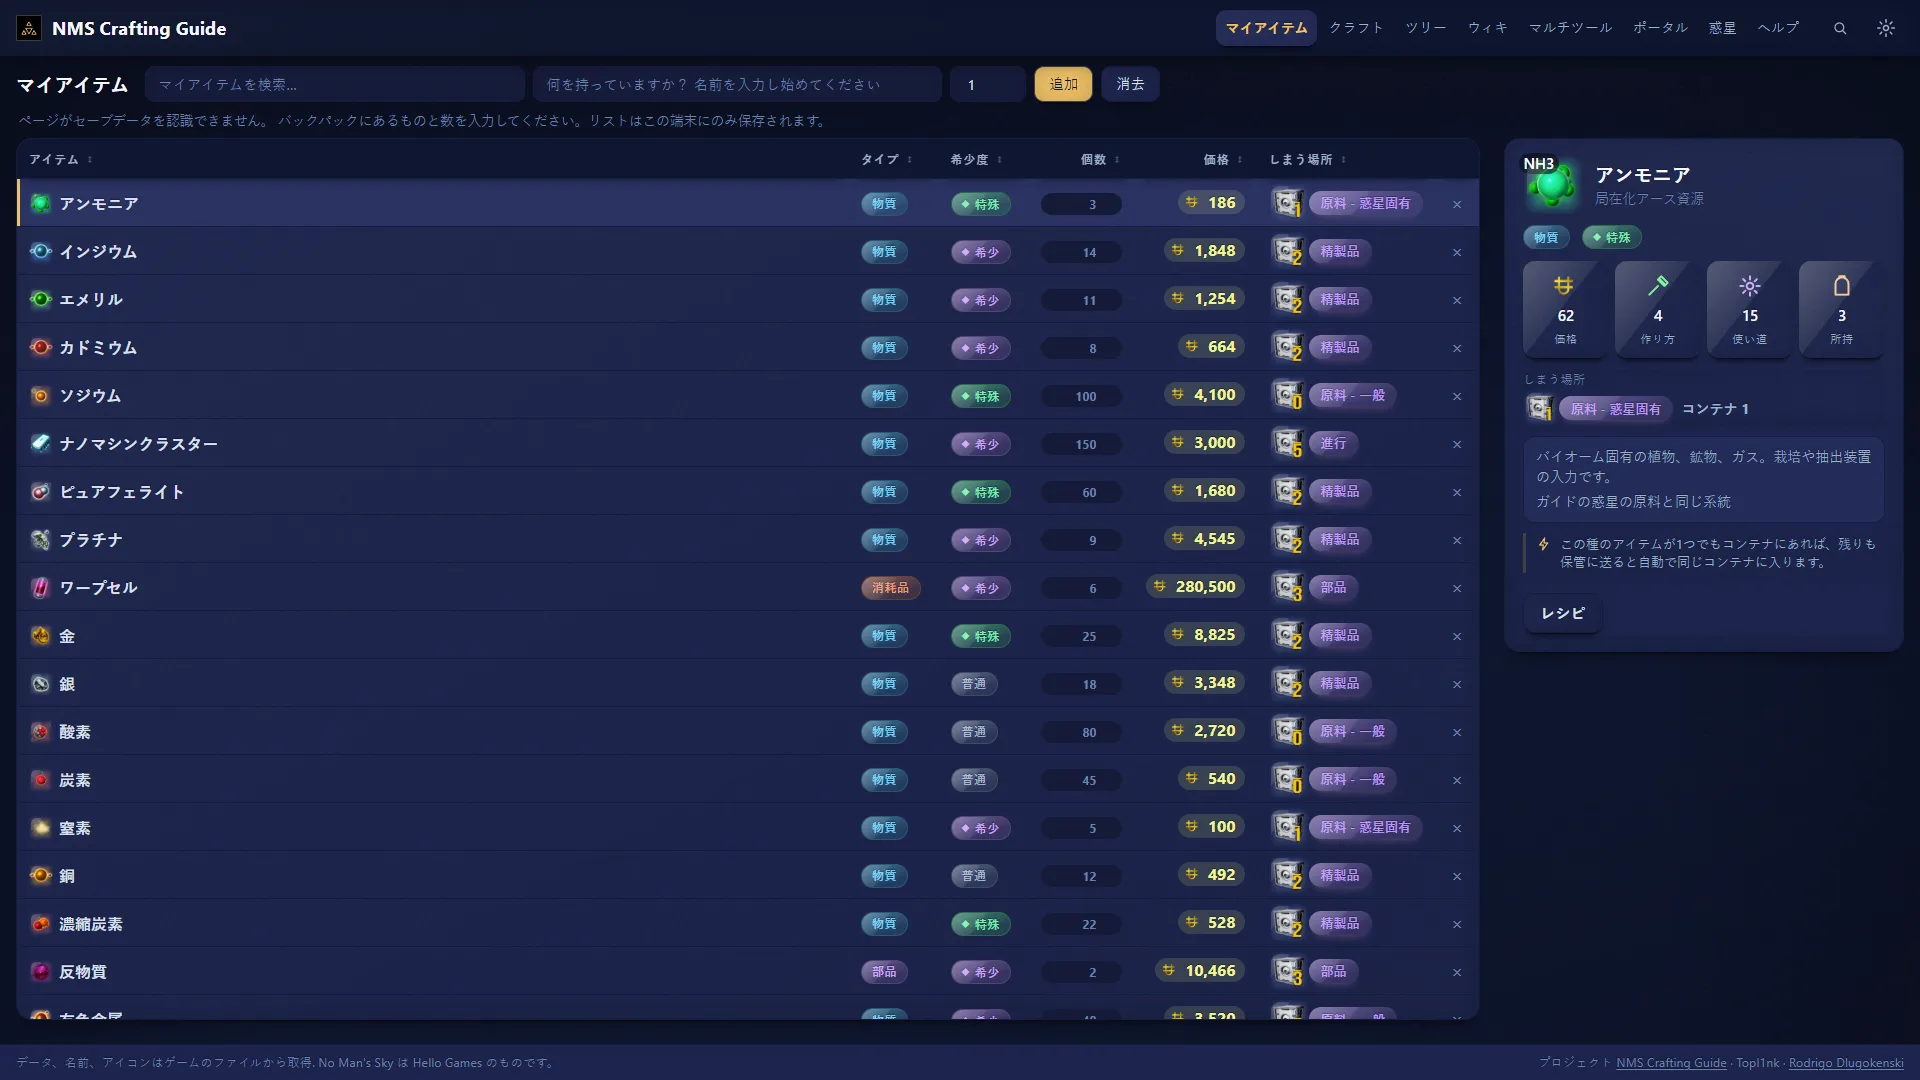 NMS Crafting Guide
マイアイテム クラフト ツリー ウィキ マルチツール ポータル 惑星 ヘルプ
マイアイテム マイアイテムを検索... 何を持っていますか？ 名前を入力し始めてください 1 追加 消去
ページがセーブデータを認識できません。 バックパックにあるものと数を入力してください。リストはこの端末にのみ保存されます。
アイテム タイプ 希少度 個数 価格 しまう場所
アンモニア 物質 特殊 3 186 1 原料 - 惑星固有 ×
インジウム 物質 希少 14 1,848 2 精製品 ×
エメリル 物質 希少 11 1,254 2 精製品 ×
カドミウム 物質 希少 8 664 2 精製品 ×
ソジウム 物質 特殊 100 4,100 0 原料 - 一般 ×
ナノマシンクラスター 物質 希少 150 3,000 5 進行 ×
ピュアフェライト 物質 特殊 60 1,680 2 精製品 ×
プラチナ 物質 希少 9 4,545 2 精製品 ×
ワープセル 消耗品 希少 6 280,500 3 部品 ×
金 物質 特殊 25 8,825 2 精製品 ×
銀 物質 普通 18 3,348 2 精製品 ×
酸素 物質 普通 80 2,720 0 原料 - 一般 ×
炭素 物質 普通 45 540 0 原料 - 一般 ×
窒素 物質 希少 5 100 1 原料 - 惑星固有 ×
銅 物質 普通 12 492 2 精製品 ×
濃縮炭素 物質 特殊 22 528 2 精製品 ×
反物質 部品 希少 2 10,466 3 部品 ×
NH3
アンモニア
局在化アース資源
物質 特殊
62 4 15 3
価格 作り方 使い道 所持
しまう場所
1 原料 - 惑星固有 コンテナ 1
バイオーム固有の植物、鉱物、ガス。栽培や抽出装置
の入力です。
ガイドの惑星の原料と同じ系統
この種のアイテムが1つでもコンテナにあれば、残りも
保管に送ると自動で同じコンテナに入ります。
レシピ
データ、名前、アイコンはゲームのファイルから取得. No Man's Sky は Hello Games のものです。
プロジェクト NMS Crafting Guide · Topl1nk · Rodrigo Dlugokenski